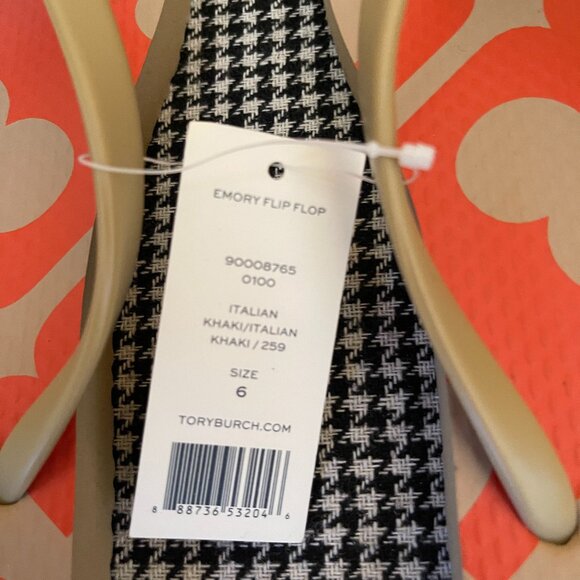 EMORY FLIP FLOP
90008765
0100
ITALIAN
KHAKI/ITALIAN
KHAKI / 259
SIZE
6
TORYBURCH.COM
8 88736 53204 6